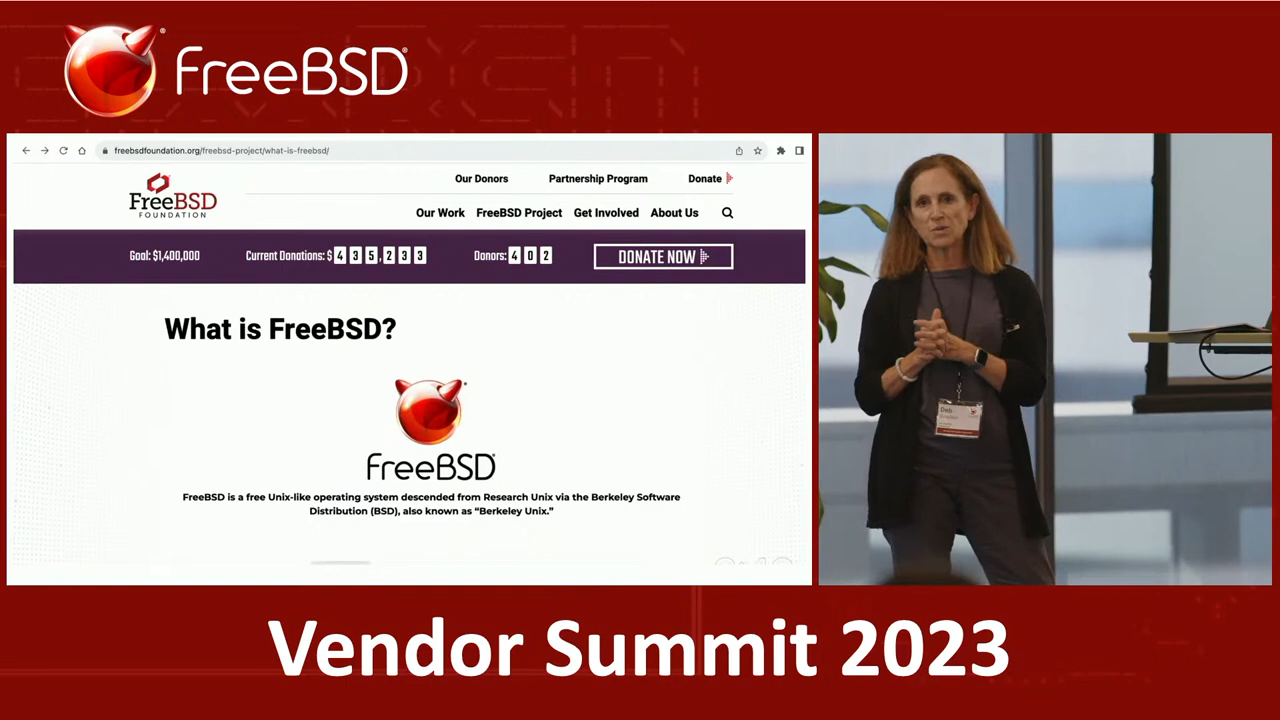 FreeBSD
freebsdfoundation.org/freebsd-project/what-is-freebsd/
Our Donors Partnership Program Donate
FreeBSD
FOUNDATION
Our Work FreeBSD Project Get Involved About Us
Goal: $1,400,000 Current Donations: $ 435,233 Donors: 402 DONATE NOW
What is FreeBSD?
FreeBSD
FreeBSD is a free Unix-like operating system descended from Research Unix via the Berkeley Software
Distribution (BSD), also known as “Berkeley Unix.”
Deb
Vendor Summit 2023